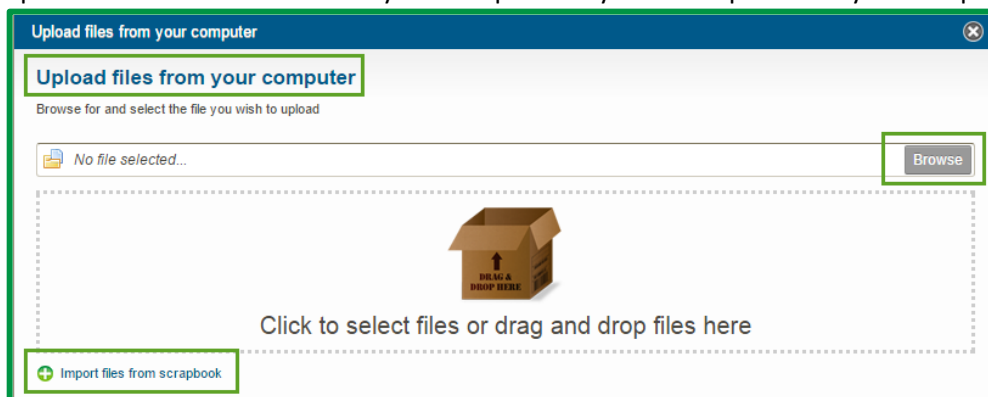 Upload files from your computer
Upload files from your computer
Browse for and select the file you wish to upload
No file selected...
Browse
DRAG &
DROP HERE
Click to select files or drag and drop files here
Import files from scrapbook